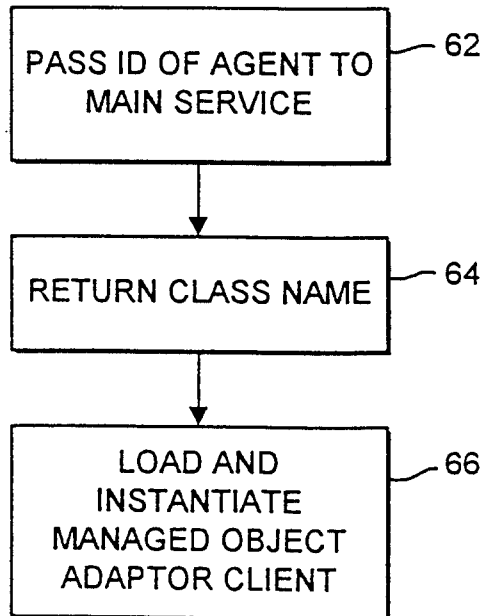 PASS ID OF AGENT TO
MAIN SERVICE
62
RETURN CLASS NAME
64
LOAD AND
INSTANTIATE
MANAGED OBJECT
ADAPTOR CLIENT
66